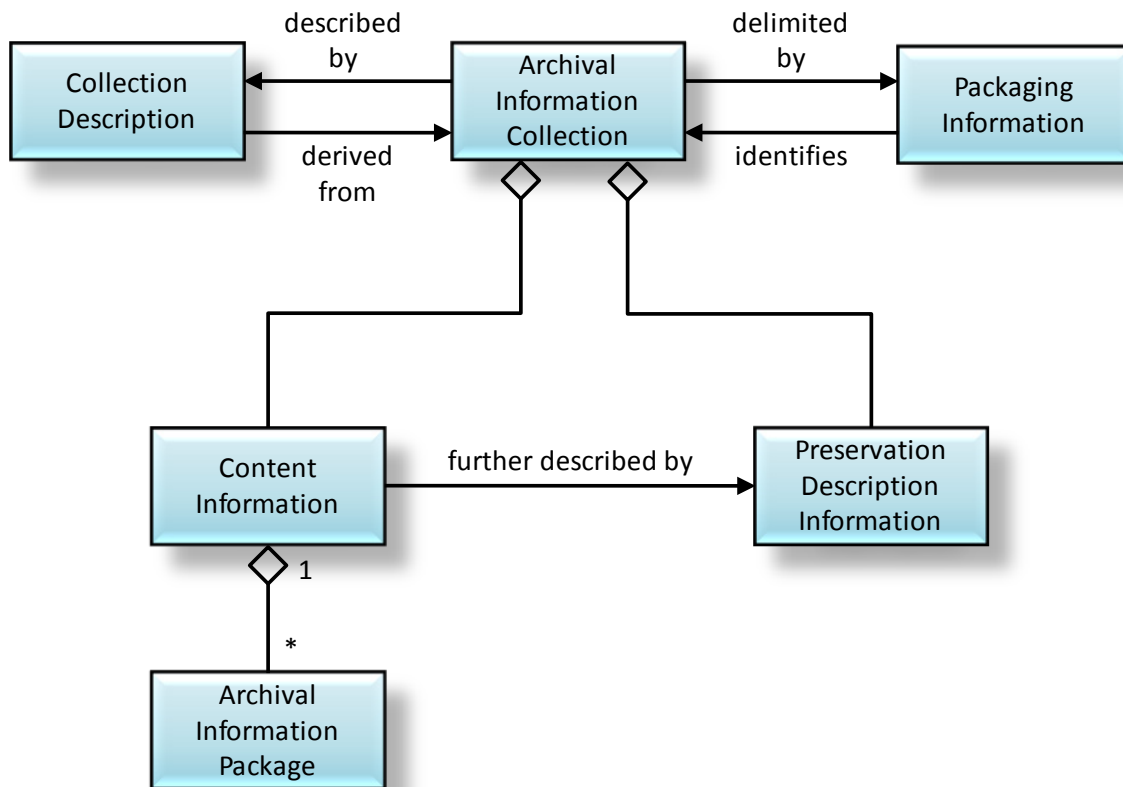 described
by
delimited
by
Collection
Description
Archival
Information
Collection
Packaging
Information
derived
from
identifies
Content
Information
further described by
Preservation
Description
Information
1
*
Archival
Information
Package